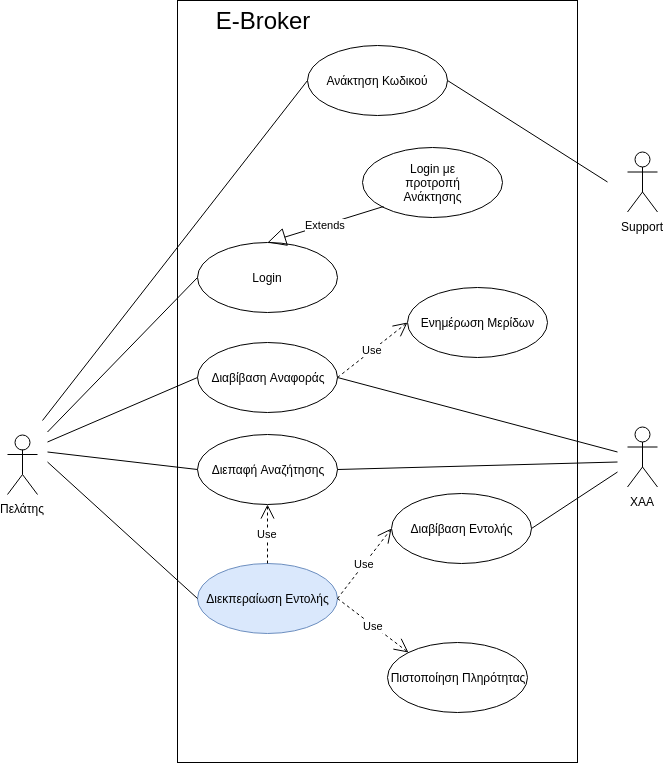 E-Broker
Ανάκτηση Κωδικού
Login με
προτροπή
Ανάκτησης
Support
Extends
Login
Ενημέρωση Μερίδων
Use
Διαβίβαση Αναφοράς
Διεπαφή Αναζήτησης
Πελάτης
ΧΑΑ
Διαβίβαση Εντολής
Use
Use
Διεκπεραίωση Εντολής
Use
Πιστοποίηση Πληρότητας